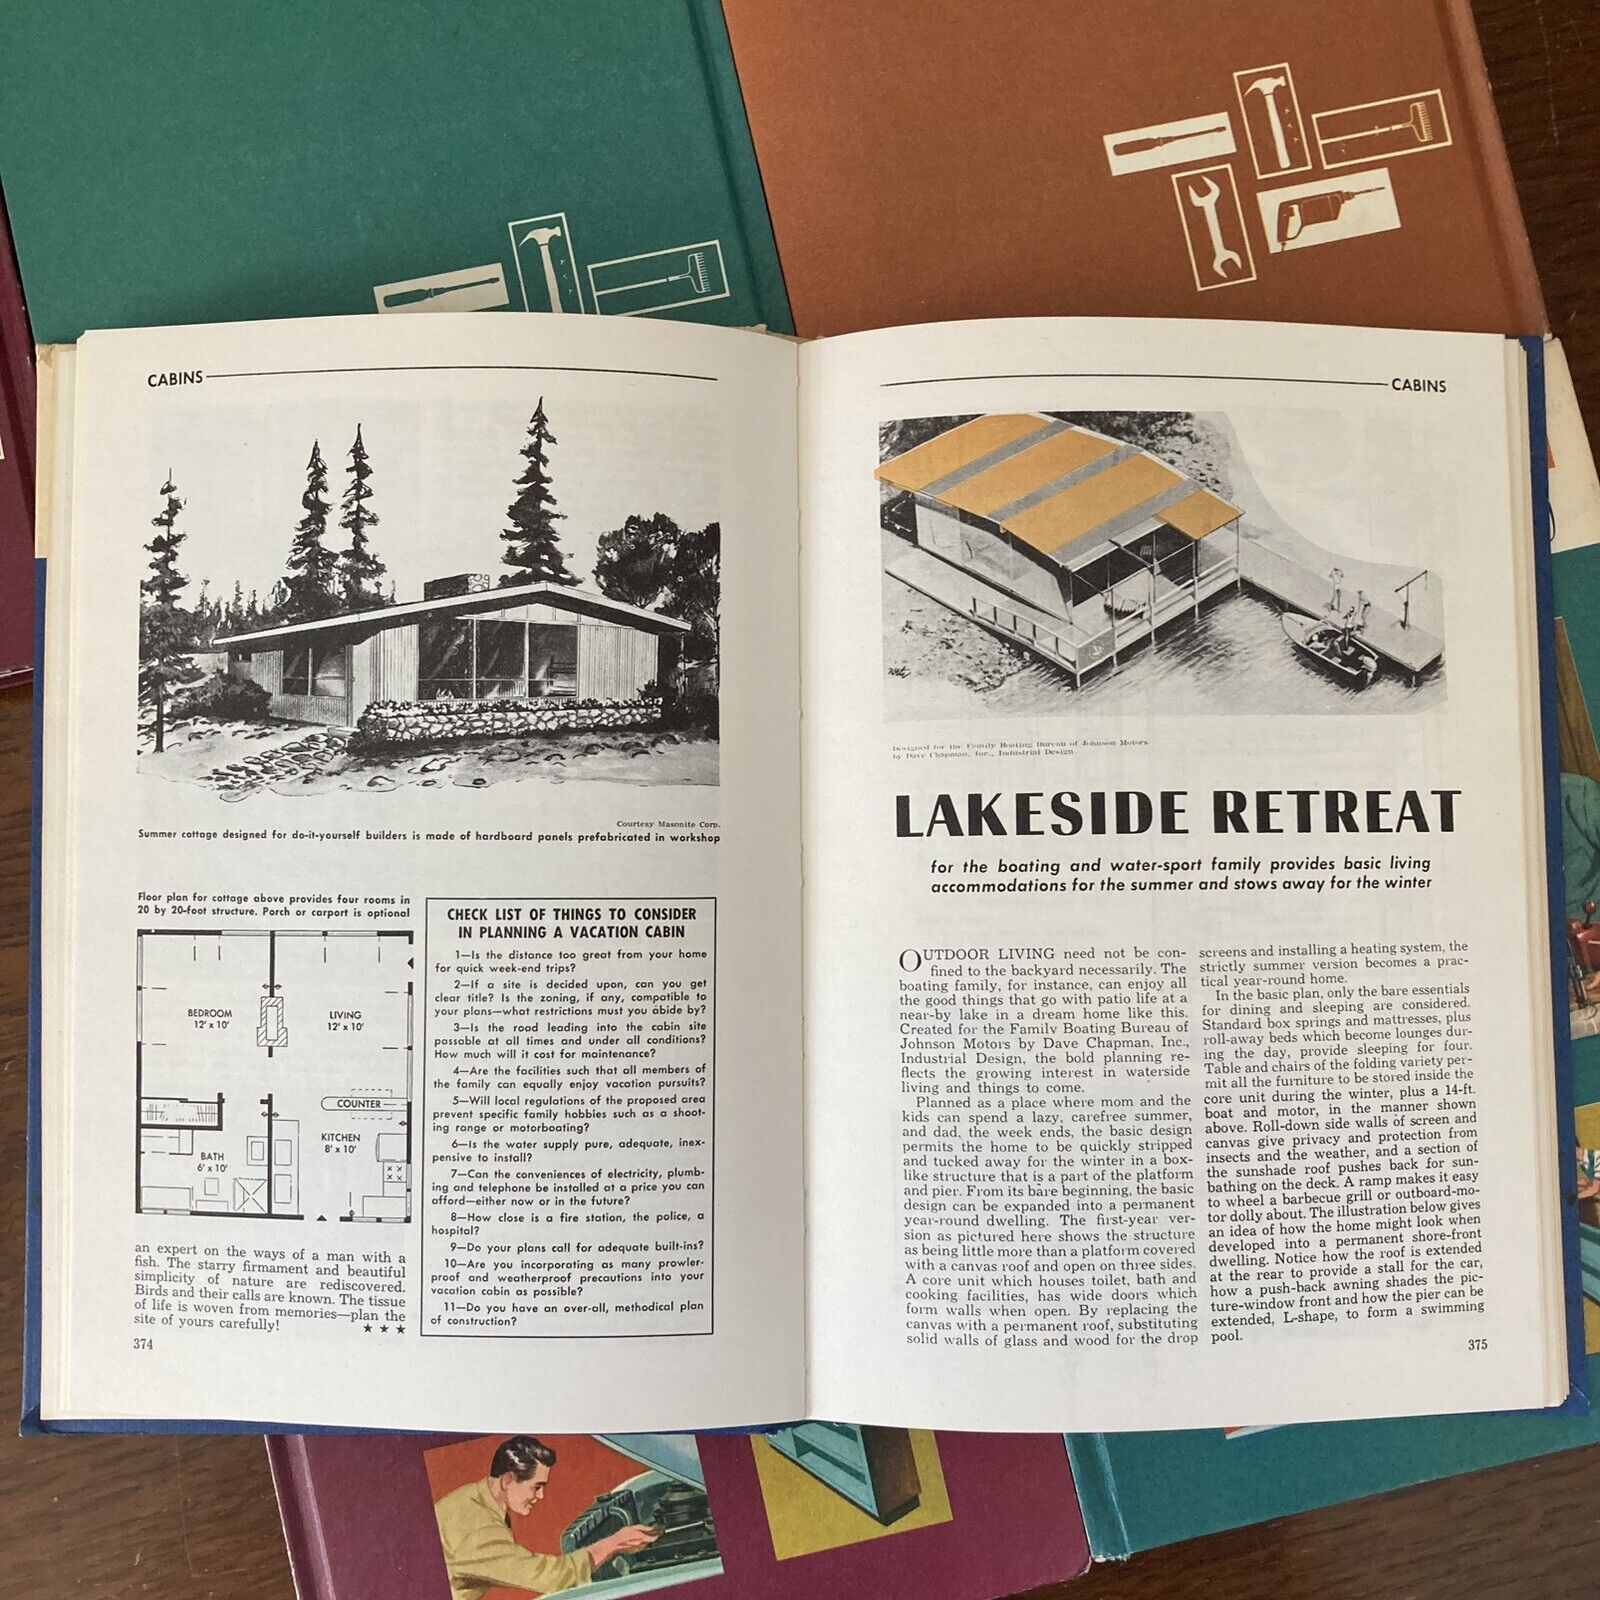 CABINS
Courtesy Masonite Corp.
Summer cottage designed for do-it-yourself builders is made of hardboard panels prefabricated in workshop
Floor plan for cottage above provides four rooms in
20 by 20-foot structure. Porch or carport is optional
BEDROOM
12' x 10'
LIVING
12' x 10'
COUNTER
KITCHEN
8' x 10'
BATH
6' x 10'
an expert on the ways of a man with a
fish. The starry firmament and beautiful
simplicity of nature are rediscovered.
Birds and their calls are known. The tissue
of life is woven from memories—plan the
site of yours carefully! ★ ★ ★
374
CHECK LIST OF THINGS TO CONSIDER
IN PLANNING A VACATION CABIN
1—Is the distance too great from your home
for quick week-end trips?
2—If a site is decided upon, can you get
clear title? Is the zoning, if any, compatible to
your plans—what restrictions must you abide by?
3—Is the road leading into the cabin site
passable at all times and under all conditions?
How much will it cost for maintenance?
4—Are the facilities such that all members of
the family can equally enjoy vacation pursuits?
5—Will local regulations of the proposed area
prevent specific family hobbies such as a shoot-
ing range or motorboating?
6—Is the water supply pure, adequate, inex-
pensive to install?
7—Can the conveniences of electricity, plumb-
ing and telephone be installed at a price you can
afford—either now or in the future?
8—How close is a fire station, the police, a
hospital?
9—Do your plans call for adequate built-ins?
10—Are you incorporating as many prowler-
proof and weatherproof precautions into your
vacation cabin as possible?
11—Do you have an over-all, methodical plan
of construction?
CABINS
Designed for the Family Boating Bureau of Johnson Motors
by Dave Chapman, Inc., Industrial Design.
LAKESIDE RETREAT
for the boating and water-sport family provides basic living
accommodations for the summer and stows away for the winter
OUTDOOR LIVING need not be con-
fined to the backyard necessarily. The
boating family, for instance, can enjoy all
the good things that go with patio life at a
near-by lake in a dream home like this.
Created for the Family Boating Bureau of
Johnson Motors by Dave Chapman, Inc.,
Industrial Design, the bold planning re-
flects the growing interest in waterside
living and things to come.
Planned as a place where mom and the
kids can spend a lazy, carefree summer,
and dad, the week ends, the basic design
permits the home to be quickly stripped
and tucked away for the winter in a box-
like structure that is a part of the platform
and pier. From its bare beginning, the basic
design can be expanded into a permanent
year-round dwelling. The first-year ver-
sion as pictured here shows the structure
as being little more than a platform covered
with a canvas roof and open on three sides.
A core unit which houses toilet, bath and
cooking facilities, has wide doors which
form walls when open. By replacing the
canvas with a permanent roof, substituting
solid walls of glass and wood for the drop
screens and installing a heating system, the
strictly summer version becomes a prac-
tical year-round home.
In the basic plan, only the bare essentials
for dining and sleeping are considered.
Standard box springs and mattresses, plus
roll-away beds which become lounges dur-
ing the day, provide sleeping for four.
Table and chairs of the folding variety per-
mit all the furniture to be stored inside the
core unit during the winter, plus a 14-ft.
boat and motor, in the manner shown
above. Roll-down side walls of screen and
canvas give privacy and protection from
insects and the weather, and a section of
the sunshade roof pushes back for sun-
bathing on the deck. A ramp makes it easy
to wheel a barbecue grill or outboard-mo-
tor dolly about. The illustration below gives
an idea of how the home might look when
developed into a permanent shore-front
dwelling. Notice how the roof is extended
at the rear to provide a stall for the car,
how a push-back awning shades the pic-
ture-window front and how the pier can be
extended, L-shape, to form a swimming
pool.
375